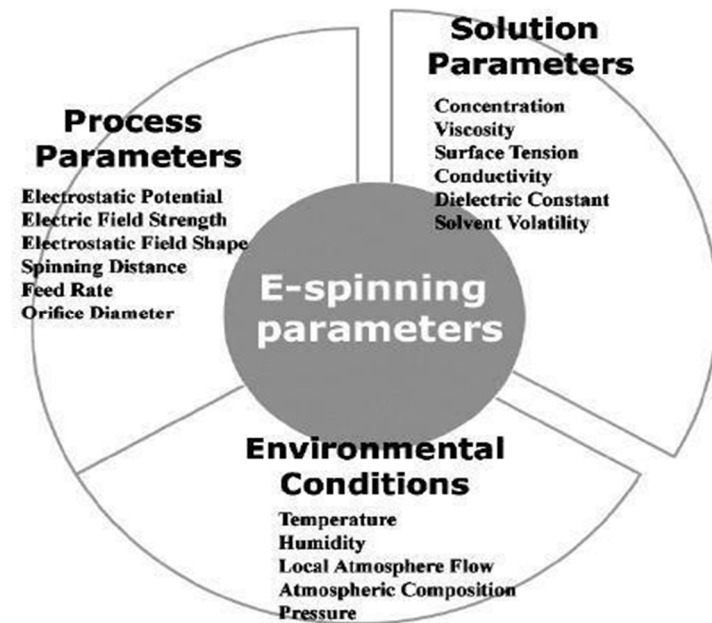 Solution
Parameters
Concentration
Viscosity
Surface Tension
Conductivity
Dielectric Constant
Solvent Volatility
Process
Parameters
Electrostatic Potential
Electric Field Strength
Electrostatic Field Shape
Spinning Distance
Feed Rate
Orifice Diameter
E-spinning
parameters
Environmental
Conditions
Temperature
Humidity
Local Atmosphere Flow
Atmospheric Composition
Pressure